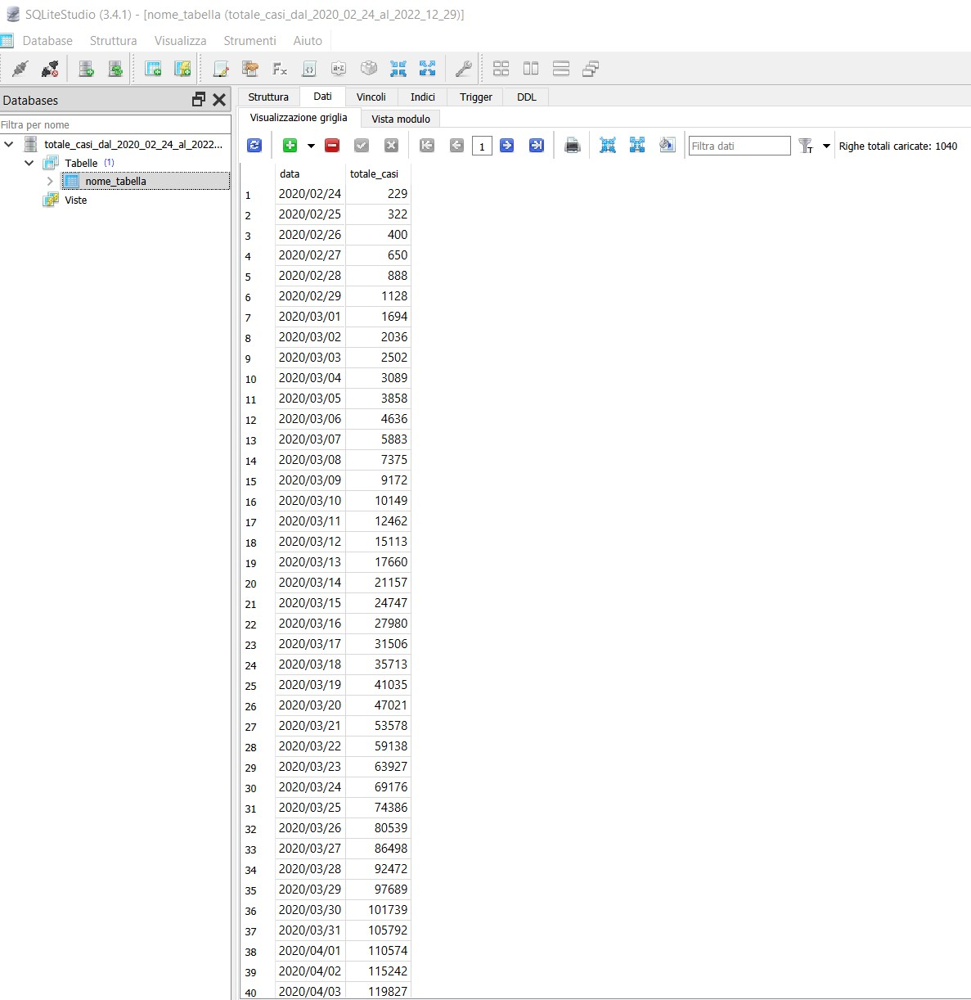 SQLiteStudio (3.4.1) - [nome_tabella (totale_casi_dal_2020_02_24_al_2022_12_29)]
Database Struttura Visualizza Strumenti Aiuto
Databases
Filtra per nome
totale_casi_dal_2020_02_24_al_2022...
Tabelle (1)
nome_tabella
Viste
Struttura Dati Vincoli Indici Trigger DDL
Visualizzazione griglia Vista modulo
1 Filtra dati Righe totali caricate: 1040
data totale_casi
1 2020/02/24 229
2 2020/02/25 322
3 2020/02/26 400
4 2020/02/27 650
5 2020/02/28 888
6 2020/02/29 1128
7 2020/03/01 1694
8 2020/03/02 2036
9 2020/03/03 2502
10 2020/03/04 3089
11 2020/03/05 3858
12 2020/03/06 4636
13 2020/03/07 5883
14 2020/03/08 7375
15 2020/03/09 9172
16 2020/03/10 10149
17 2020/03/11 12462
18 2020/03/12 15113
19 2020/03/13 17660
20 2020/03/14 21157
21 2020/03/15 24747
22 2020/03/16 27980
23 2020/03/17 31506
24 2020/03/18 35713
25 2020/03/19 41035
26 2020/03/20 47021
27 2020/03/21 53578
28 2020/03/22 59138
29 2020/03/23 63927
30 2020/03/24 69176
31 2020/03/25 74386
32 2020/03/26 80539
33 2020/03/27 86498
34 2020/03/28 92472
35 2020/03/29 97689
36 2020/03/30 101739
37 2020/03/31 105792
38 2020/04/01 110574
39 2020/04/02 115242
40 2020/04/03 119827